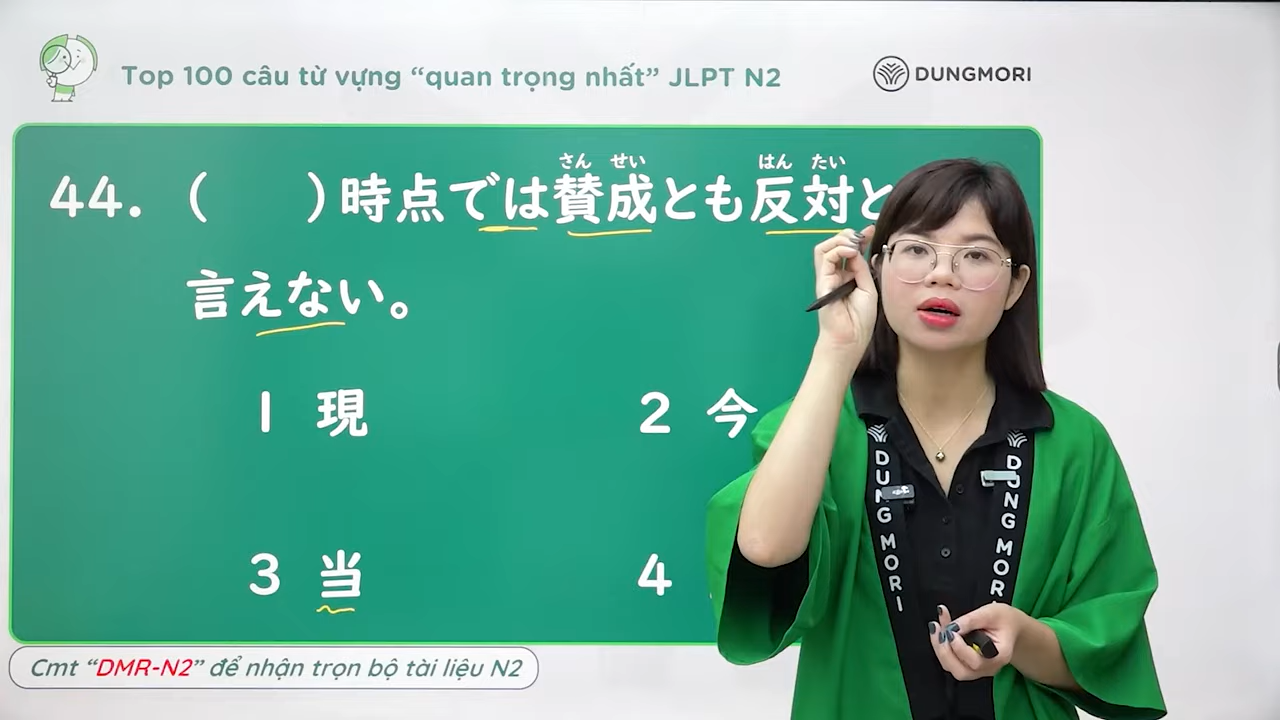 Top 100 câu từ vựng “quan trọng nhất” JLPT N2
DUNGMORI
さん せい はん たい
44. ( ) 時点では賛成とも反対と
言えない。
1 現
2 今
3 当
4
DUNG MORI
DUNG MORI
Cmt “DMR-N2” để nhận trọn bộ tài liệu N2